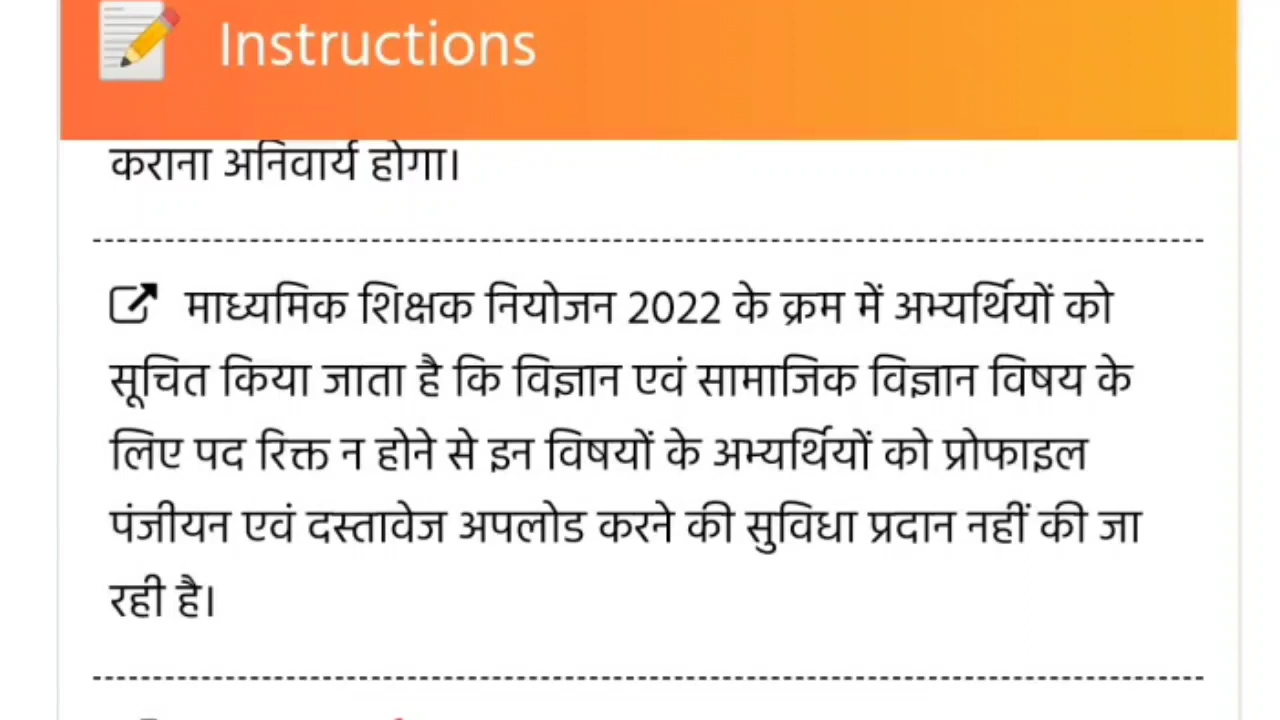 Instructions
कराना अनिवार्य होगा।
माध्यमिक शिक्षक नियोजन 2022 के क्रम में अभ्यर्थियों को
सूचित किया जाता है कि विज्ञान एवं सामाजिक विज्ञान विषय के
लिए पद रिक्त न होने से इन विषयों के अभ्यर्थियों को प्रोफाइल
पंजीयन एवं दस्तावेज अपलोड करने की सुविधा प्रदान नहीं की जा
रही है।